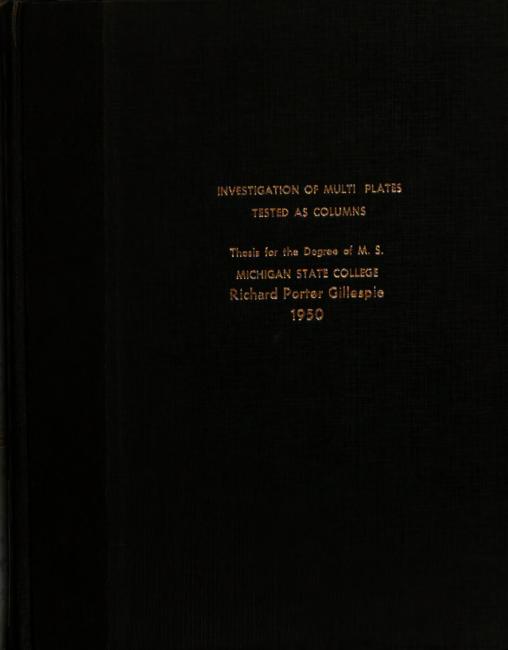 INVESTIGATION OF MULTI PLATES
TESTED AS COLUMNS
Thesis for the Degree of M. S.
MICHIGAN STATE COLLEGE
Richard Porter Gillespie
1950